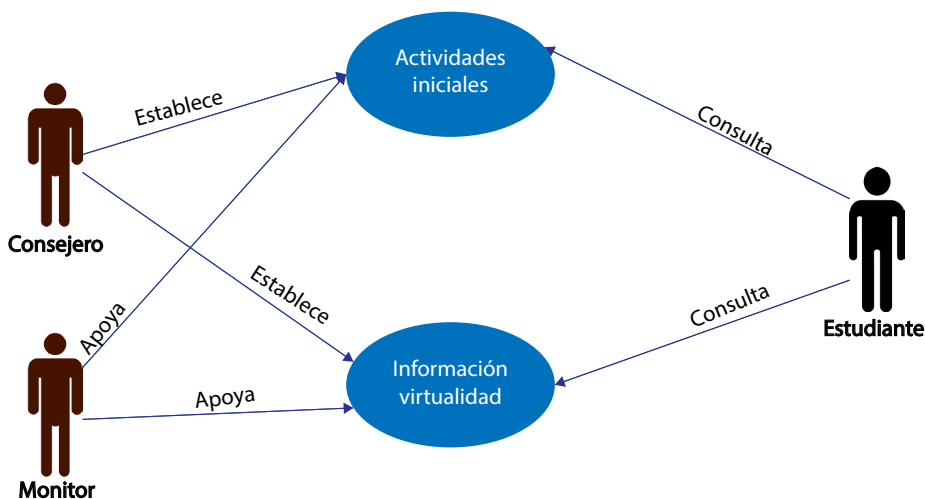 Actividades
iniciales
Establece
Consulta
Consejero
Establece
Apoya
Consulta
Estudiante
Información
virtualidad
Apoya
Monitor